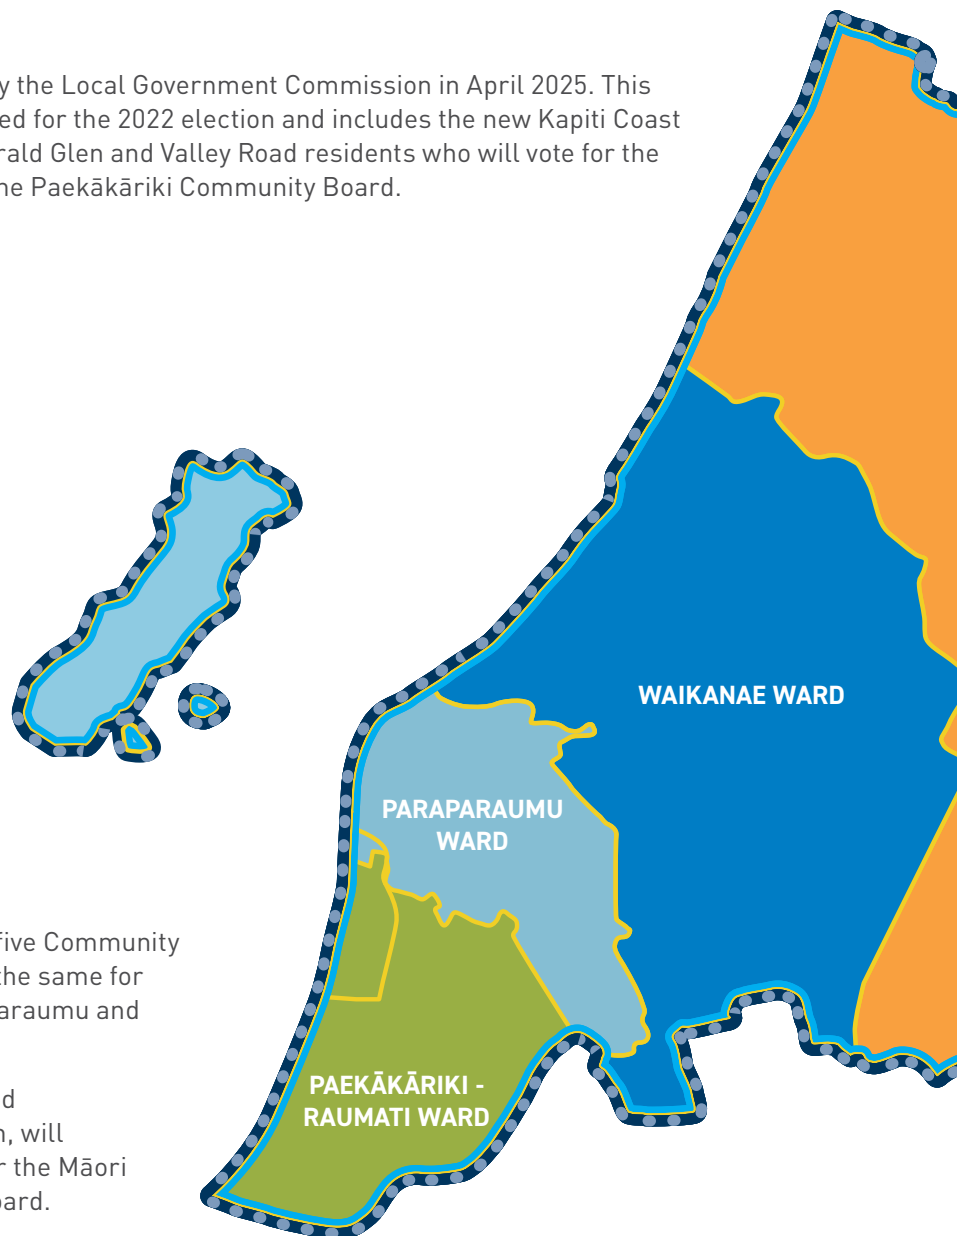 y the Local Government Commission in April 2025. This
ed for the 2022 election and includes the new Kapiti Coast
rald Glen and Valley Road residents who will vote for the
ne Paekākāriki Community Board.
WAIKANAE WARD
PARAPARAUMU
WARD
five Community
the same for
araumu and
PAEKĀKĀRIKI -
RAUMATI WARD
d
n, will
r the Māori
oard.